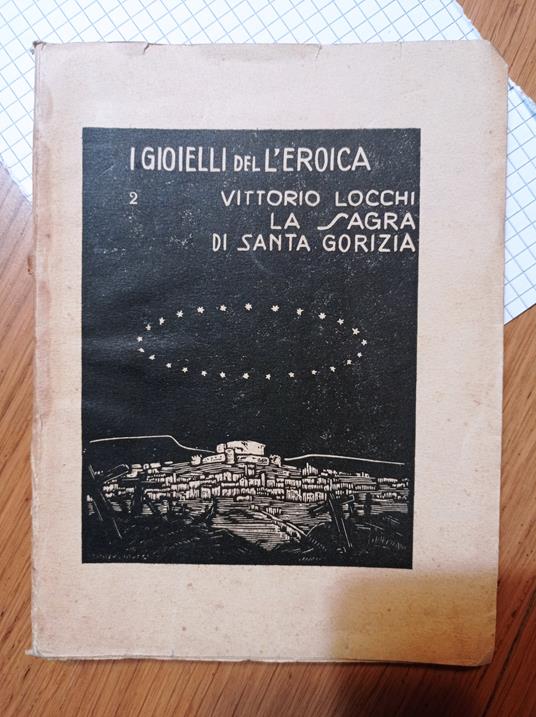 I GIOIELLI DEL L'EROICA
2 VITTORIO LOCCHI
LA SAGRA
DI SANTA GORIZIA